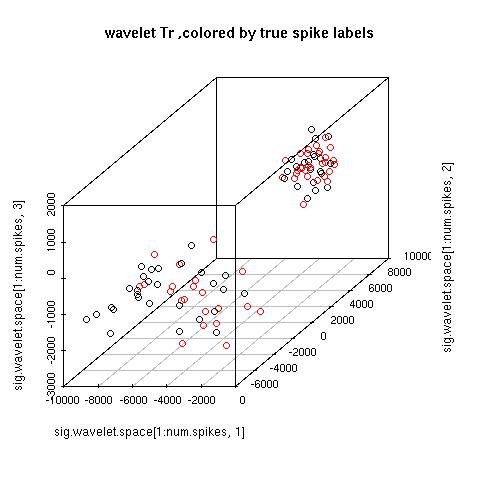 wavelet Tr ,colored by true spike labels
sig.wavelet.space[1:num.spikes, 3]
2000
1000
0
-1000
-2000
-3000
-10000 -8000 -6000 -4000 -2000 0
sig.wavelet.space[1:num.spikes, 1]
-6000
-4000
-2000
0
2000
4000
6000
8000
sig.wavelet.space[1:num.spikes, 2]